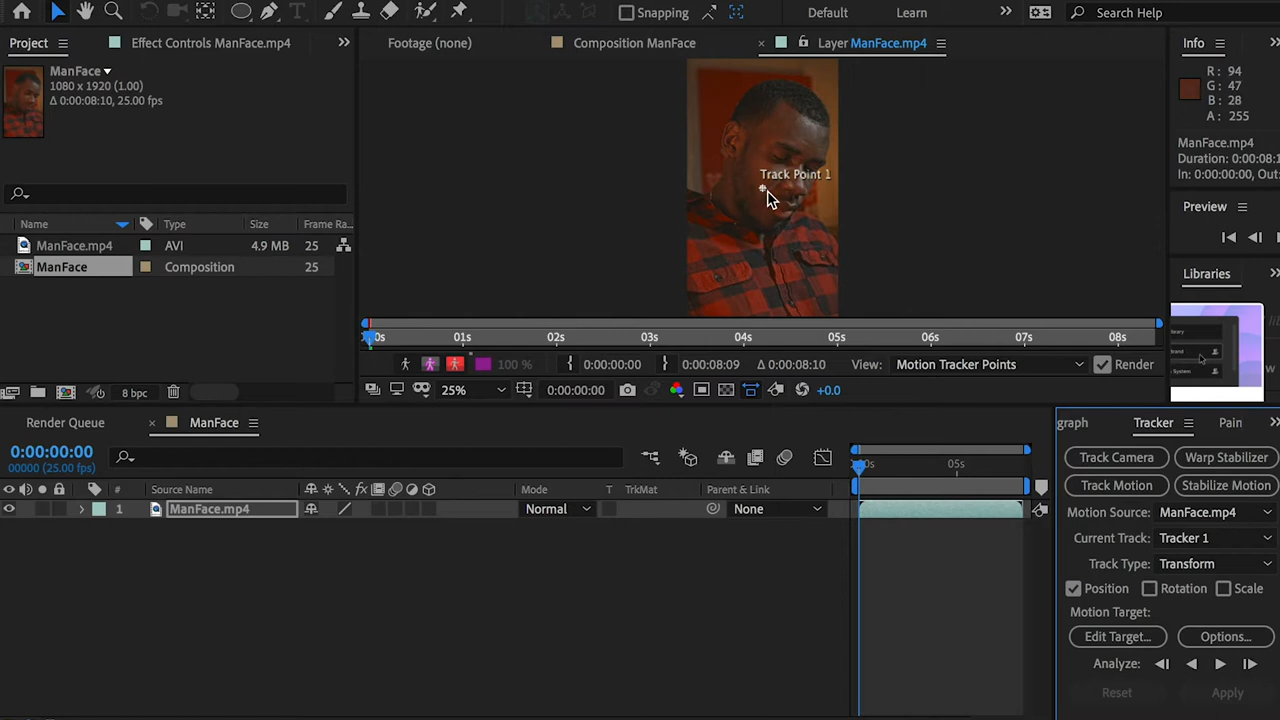 Snapping
Default
Learn
Search Help
Project
Effect Controls ManFace.mp4
Footage (none)
Composition ManFace
Layer ManFace.mp4
Info
ManFace
1080 x 1920 (1.00)
Δ 0:00:08:10, 25.00 fps
R: 94
G: 47
B: 28
A: 255
ManFace.mp4
Duration: 0:00:08:1
In: 0:00:00:00, Out:
Track Point 1
Preview
Name
Type
Size
Frame Ra...
ManFace.mp4
AVI
4.9 MB
25
ManFace
Composition
25
Libraries
01s
02s
03s
04s
05s
06s
07s
08s
100 %
0:00:00:00
0:00:08:09
Δ 0:00:08:10
View:
Motion Tracker Points
Render
8 bpc
25%
0:00:00:00
+0.0
Render Queue
ManFace
graph
Tracker
Pain
0:00:00:00
00000 (25.00 fps)
05s
Track Camera
Warp Stabilizer
#
Source Name
fx
Mode
T
TrkMat
Parent & Link
Track Motion
Stabilize Motion
1
ManFace.mp4
Normal
None
Motion Source:
ManFace.mp4
Current Track:
Tracker 1
Track Type:
Transform
Position
Rotation
Scale
Motion Target:
Edit Target...
Options...
Analyze:
Reset
Apply